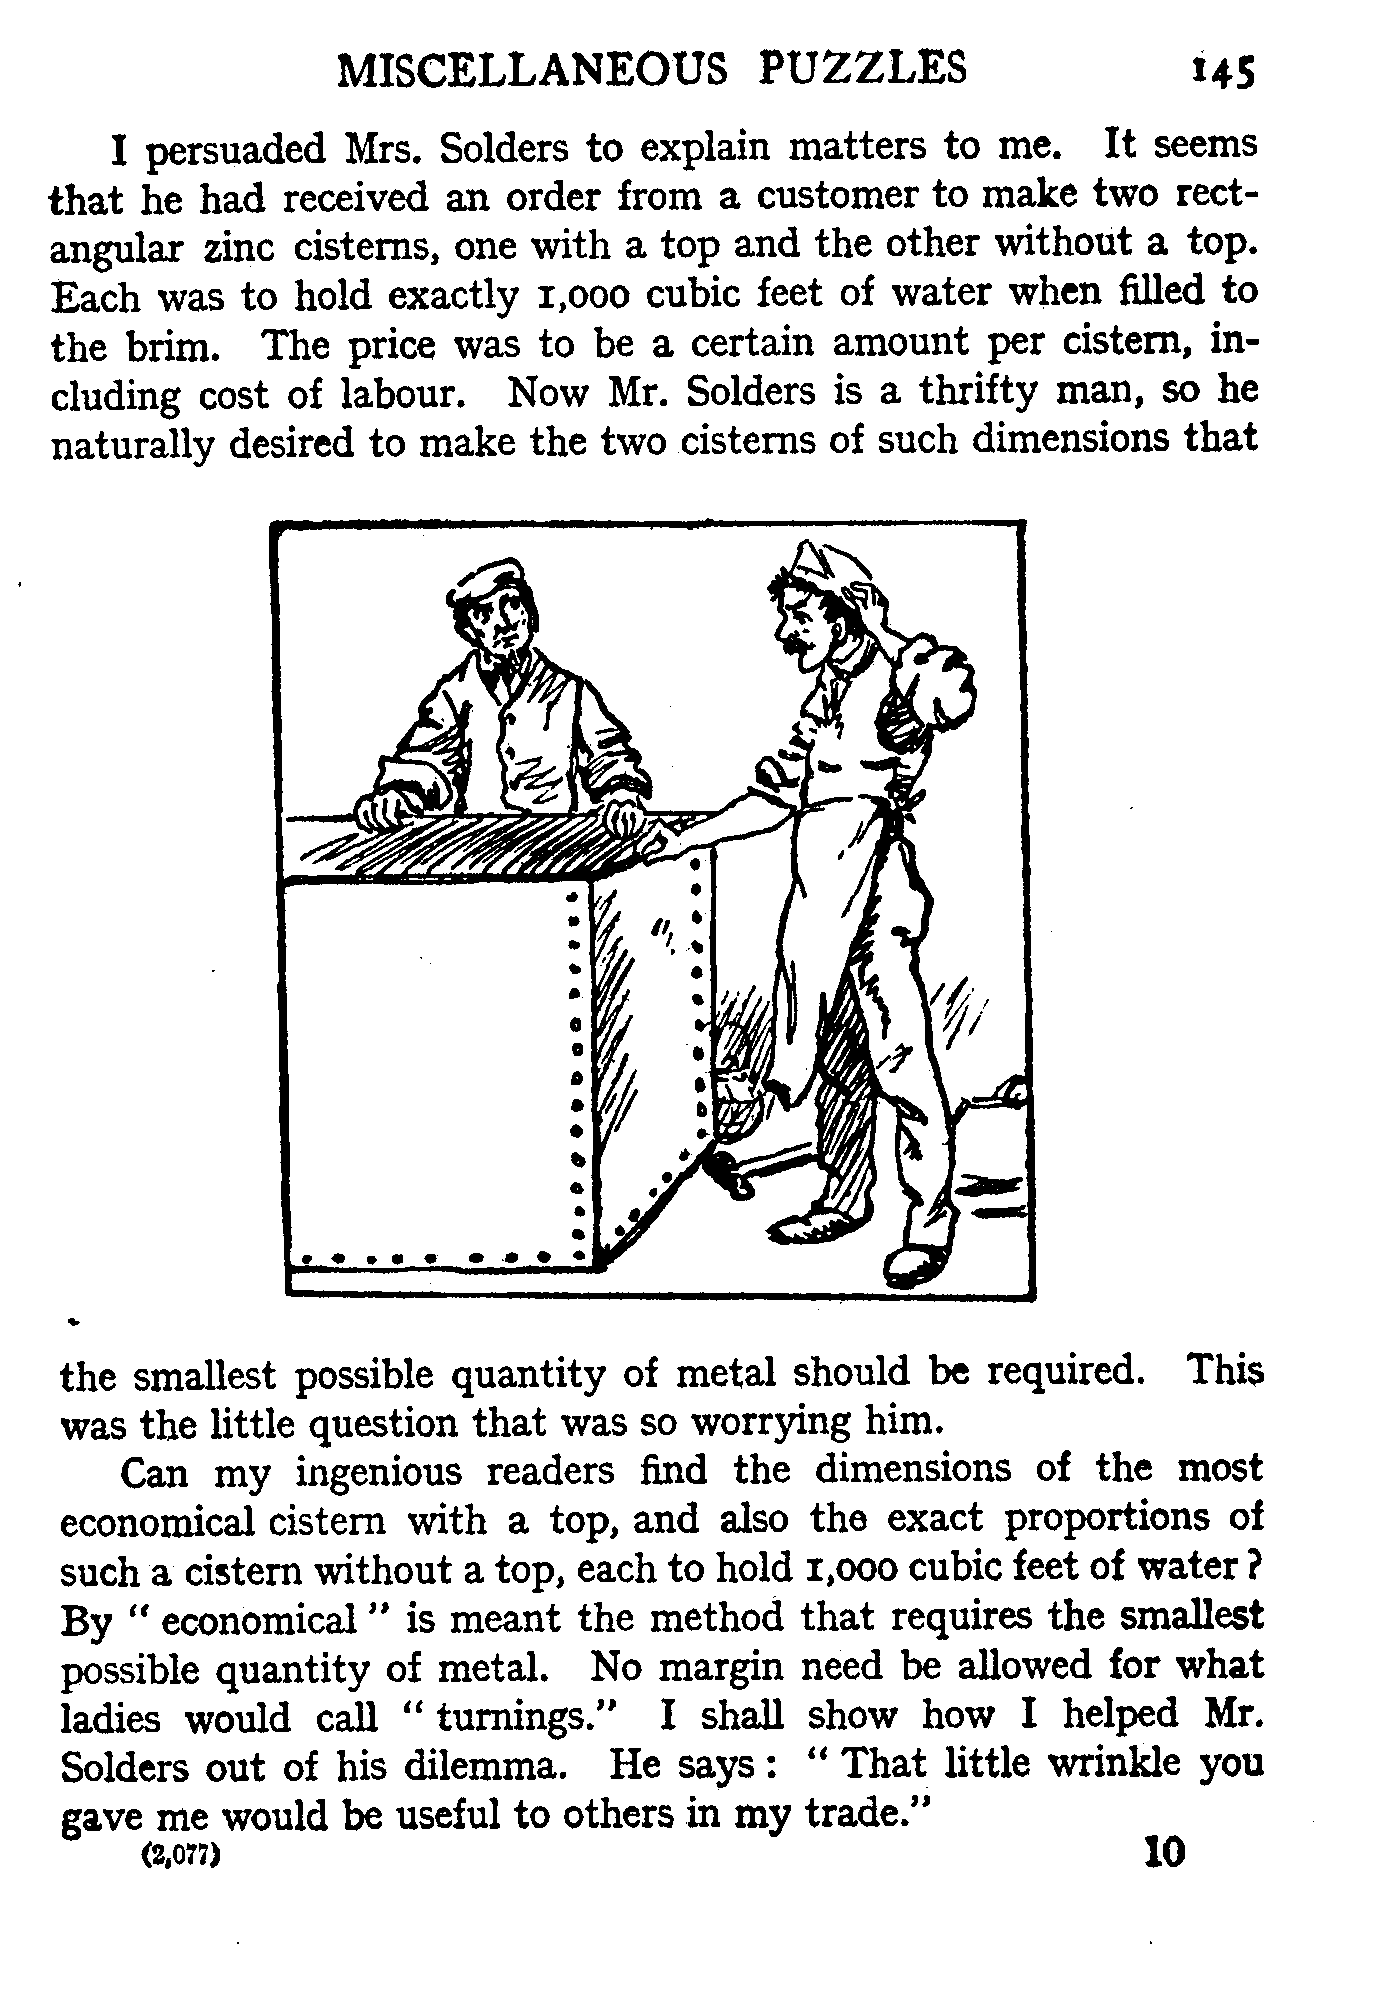 MISCELLANEOUS PUZZLES 145
I persuaded Mrs. Solders to explain matters to me. It seems
that he had received an order from a customer to make two rect-
angular zinc cisterns, one with a top and the other without a top.
Each was to hold exactly 1,000 cubic feet of water when filled to
the brim. The price was to be a certain amount per cistern, in-
cluding cost of labour. Now Mr. Solders is a thrifty man, so he
naturally desired to make the two cisterns of such dimensions that
the smallest possible quantity of metal should be required. This
was the little question that was so worrying him.
Can my ingenious readers find the dimensions of the most
economical cistern with a top, and also the exact proportions of
such a cistern without a top, each to hold 1,000 cubic feet of water ?
By “ economical ” is meant the method that requires the smallest
possible quantity of metal. No margin need be allowed for what
ladies would call “ turnings.” I shall show how I helped Mr.
Solders out of his dilemma. He says : “ That little wrinkle you
gave me would be useful to others in my trade.”
(2,077) 10